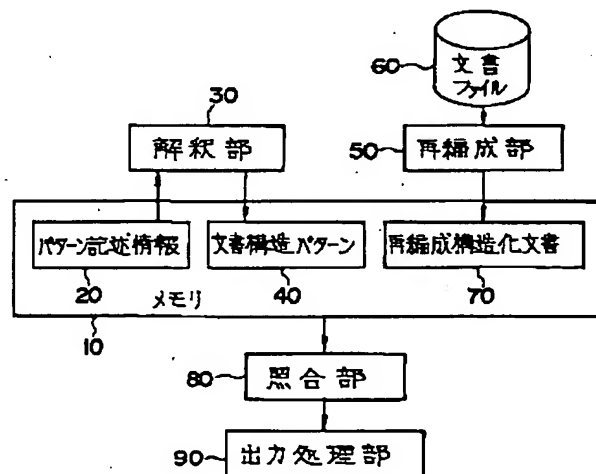 60
文書
ファイル
30
解釈部
50
再編成部
パターン記述情報
文書構造パターン
再編成構造化文書
20
メモリ
40
70
10
80
照合部
90
出力処理部